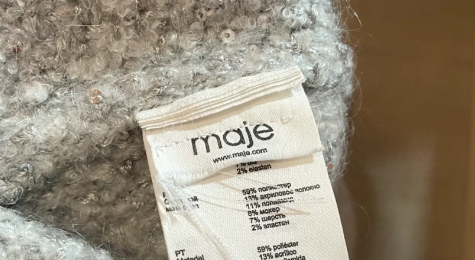 maje
www.maje.com
2% elastan
59% полиэстер
13% акриловое волокно
11% полиамид
8% мохер
7% шерсть
2% эластан
PT
59% poliéster
Material
13% acrílico